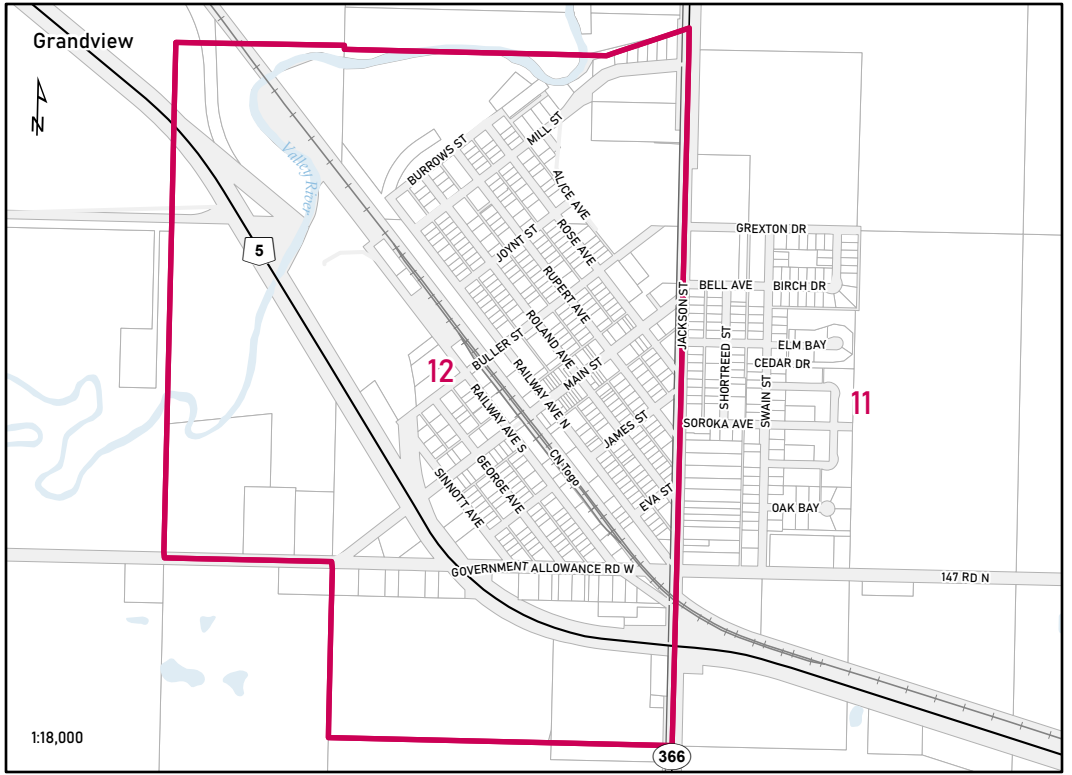 Grandview
N
Valley River
5
BURROWS ST
MILL ST
ALICE AVE
ROSE AVE
JOYNT ST
RUPERT AVE
ROLAND AVE
BULLER ST
MAIN ST
RAILWAY AVE N
12
RAILWAY AVE S
JAMES ST
CN Togo
GEORGE AVE
SINNOTT AVE
EVA ST
GOVERNMENT ALLOWANCE RD W
JACKSON ST
GREXTON DR
BELL AVE
BIRCH DR
SHORTREED ST
ELM BAY
CEDAR DR
SWAIN ST
11
SOROKA AVE
OAK BAY
147 RD N
1:18,000
366